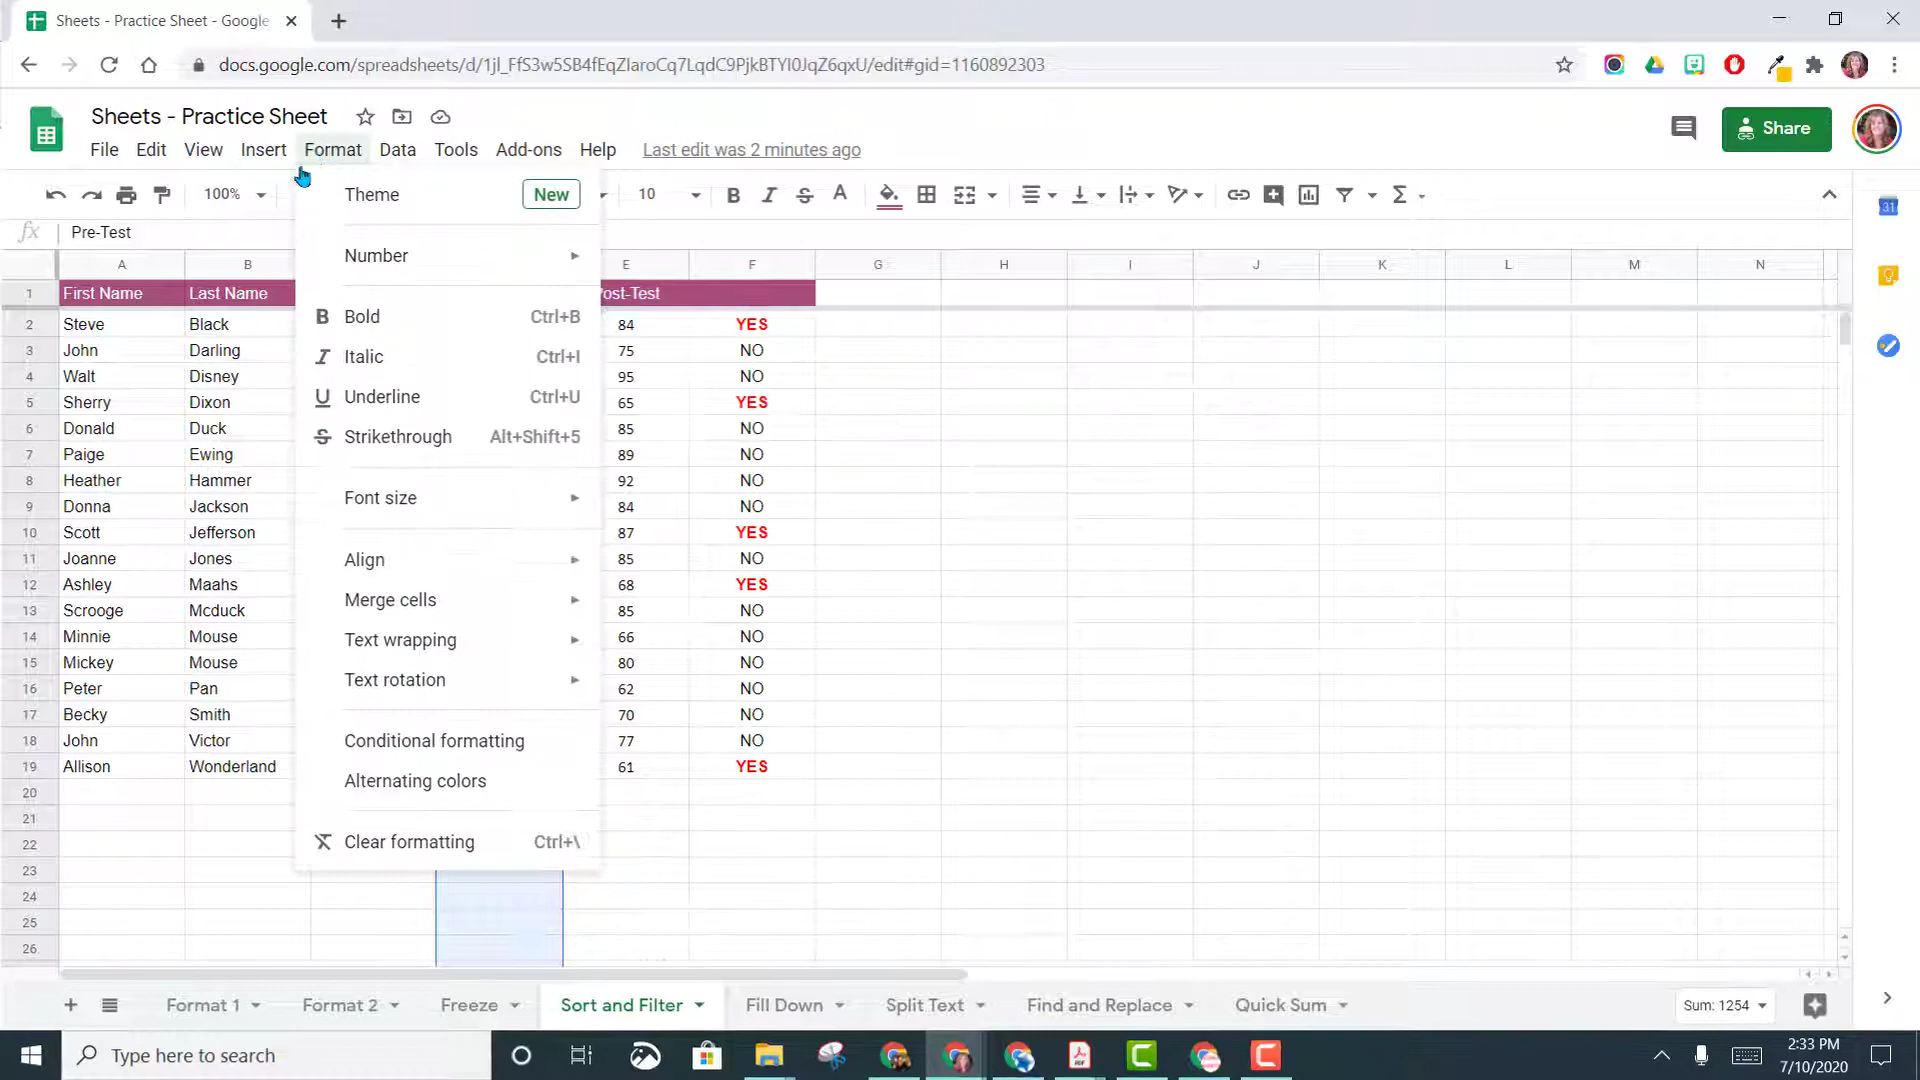 Sheets - Practice Sheet - Google
docs.google.com/spreadsheets/d/1jl_FfS3w5SB4fEqZIaroCq7LqdC9PjkBTYI0JqZ6qxU/edit#gid=1160892303
Sheets - Practice Sheet
File Edit View Insert Format Data Tools Add-ons Help Last edit was 2 minutes ago
Share
100% 10
fx Pre-Test
Theme New
Number
Bold Ctrl+B
Italic Ctrl+I
Underline Ctrl+U
Strikethrough Alt+Shift+5
Font size
Align
Merge cells
Text wrapping
Text rotation
Conditional formatting
Alternating colors
Clear formatting Ctrl+\
A B E F G H I J K L M N
1 First Name Last Name Post-Test
2 Steve Black 84 YES
3 John Darling 75 NO
4 Walt Disney 95 NO
5 Sherry Dixon 65 YES
6 Donald Duck 85 NO
7 Paige Ewing 89 NO
8 Heather Hammer 92 NO
9 Donna Jackson 84 NO
10 Scott Jefferson 87 YES
11 Joanne Jones 85 NO
12 Ashley Maahs 68 YES
13 Scrooge Mcduck 85 NO
14 Minnie Mouse 66 NO
15 Mickey Mouse 80 NO
16 Peter Pan 62 NO
17 Becky Smith 70 NO
18 John Victor 77 NO
19 Allison Wonderland 61 YES
20
21
22
23
24
25
26
31
Format 1 Format 2 Freeze Sort and Filter Fill Down Split Text Find and Replace Quick Sum Sum: 1254
Type here to search
2:33 PM
7/10/2020